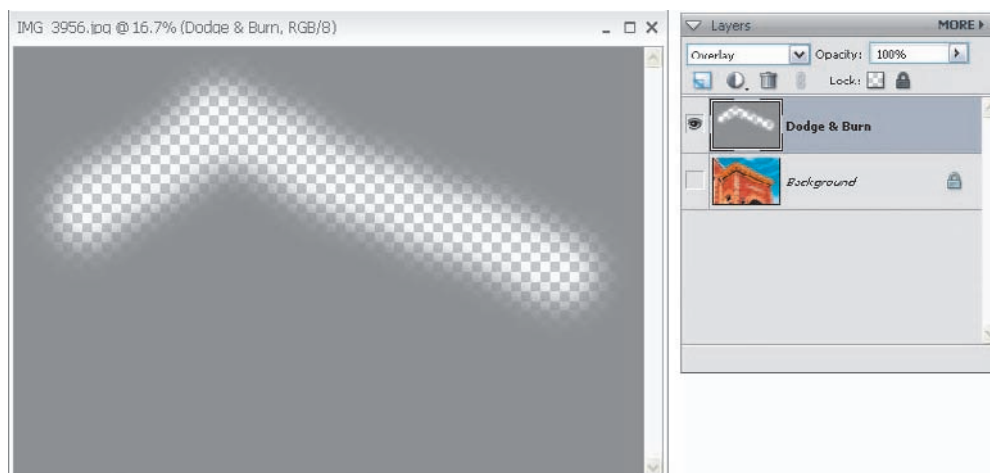 IMG_3956.jpg @ 16.7% (Dodge & Burn, RGB/8)
Layers
MORE
Overlay
Opacity: 100%
Lock:
Dodge & Burn
Background